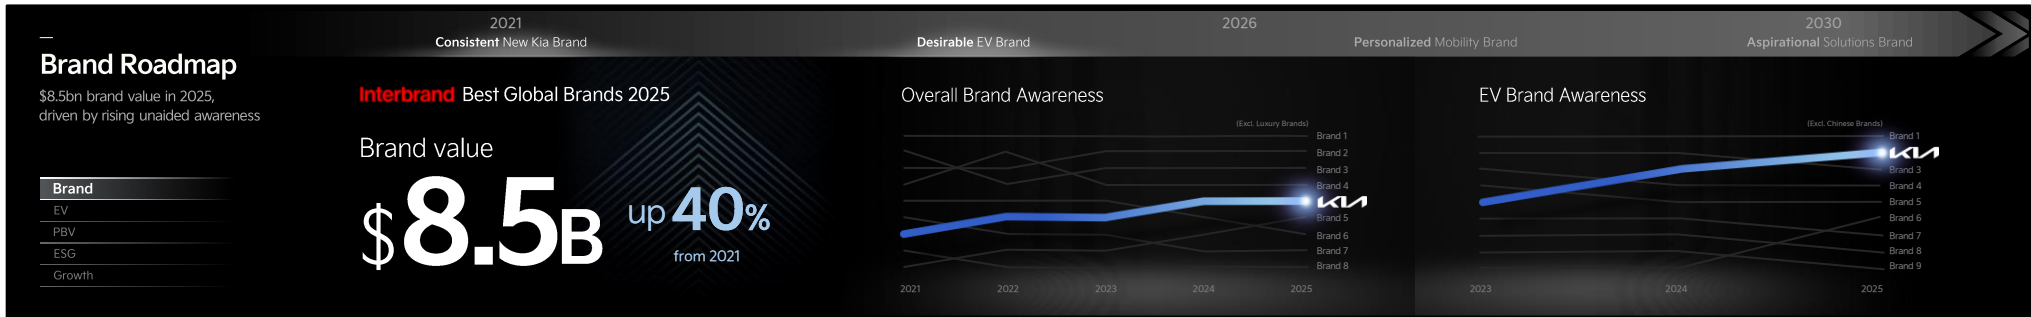 2021
2026
2030
Consistent New Kia Brand
Desirable EV Brand
Personalized Mobility Brand
Aspirational Solutions Brand
Brand Roadmap
$8.5bn brand value in 2025,
driven by rising unaided awareness
Brand
EV
PBV
ESG
Growth
Interbrand Best Global Brands 2025
Brand value
$8.5B
up 40%
from 2021
Overall Brand Awareness
(Excl. Luxury Brands)
Brand 1
Brand 2
Brand 3
Brand 4
KIA
Brand 5
Brand 6
Brand 7
Brand 8
2021
2022
2023
2024
2025
EV Brand Awareness
(Excl. Chinese Brands)
Brand 1
KIA
Brand 3
Brand 4
Brand 5
Brand 6
Brand 7
Brand 8
Brand 9
2023
2024
2025